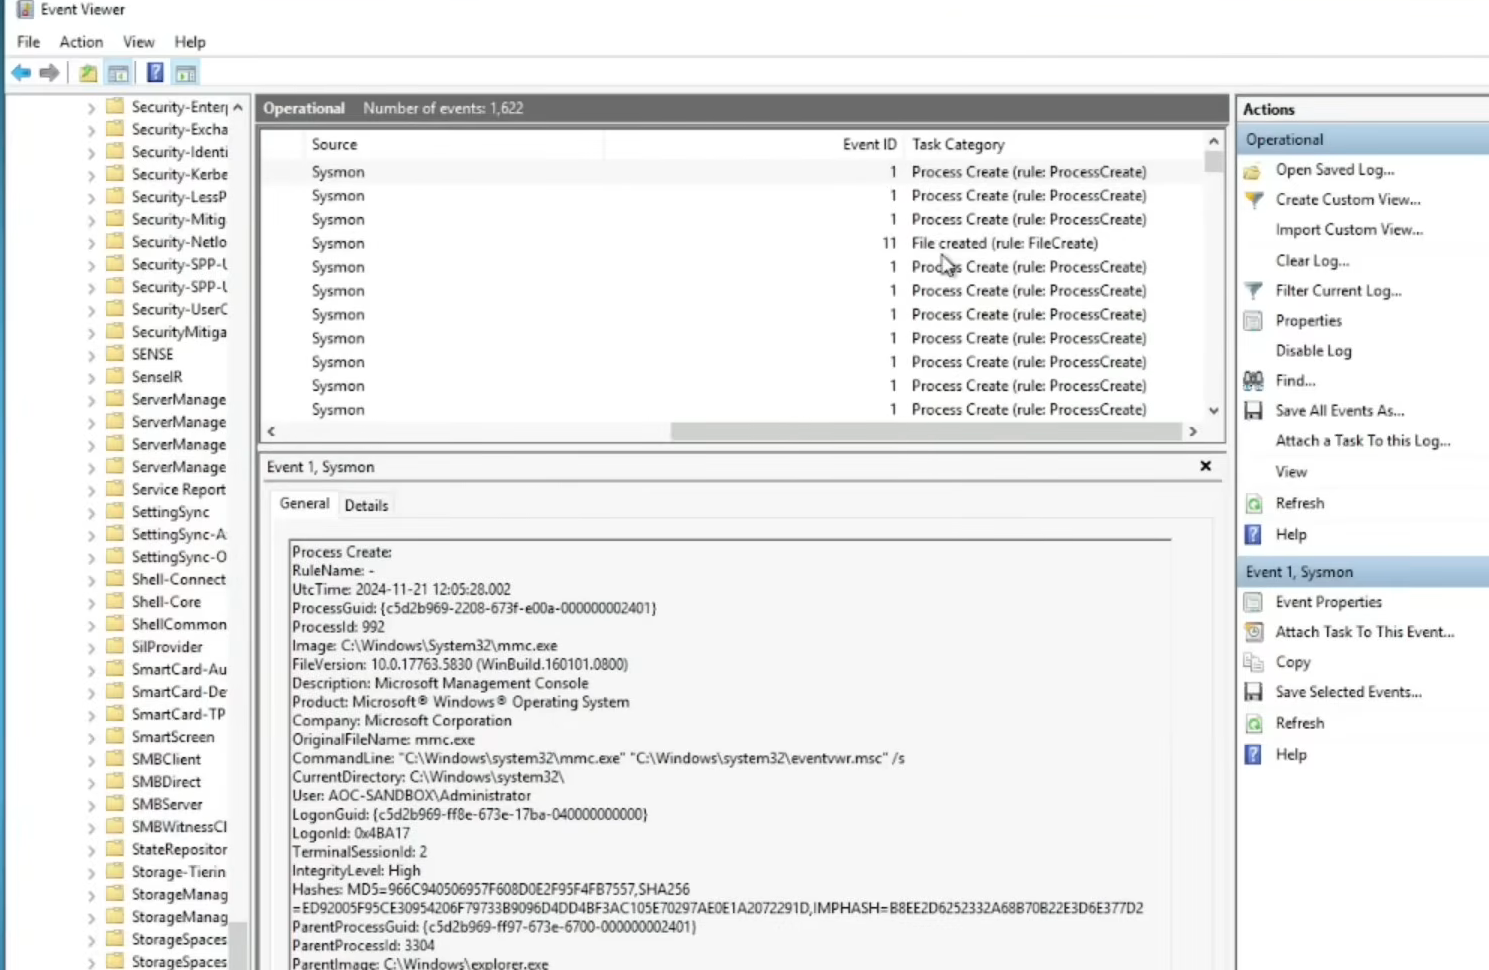 Event Viewer
File Action View Help
Security-Enter
Security-Excha
Security-Identi
Security-Kerbe
Security-LessP
Security-Mitig
Security-Netlo
Security-SPP-U
Security-SPP-U
Security-UserC
SecurityMitiga
SENSE
SenseIR
ServerManage
ServerManage
ServerManage
ServerManage
Service Report
SettingSync
SettingSync-A
SettingSync-O
Shell-Connect
Shell-Core
ShellCommon
SilProvider
SmartCard-Au
SmartCard-De
SmartCard-TP
SmartScreen
SMBClient
SMBDirect
SMBServer
SMBWitnessCl
StateRepositor
Storage-Tierin
StorageManag
StorageManag
StorageSpaces
StorageSpaces
Operational Number of events: 1,622
Source Event ID Task Category
Sysmon 1 Process Create (rule: ProcessCreate)
Sysmon 1 Process Create (rule: ProcessCreate)
Sysmon 1 Process Create (rule: ProcessCreate)
Sysmon 11 File created (rule: FileCreate)
Sysmon 1 Process Create (rule: ProcessCreate)
Sysmon 1 Process Create (rule: ProcessCreate)
Sysmon 1 Process Create (rule: ProcessCreate)
Sysmon 1 Process Create (rule: ProcessCreate)
Sysmon 1 Process Create (rule: ProcessCreate)
Sysmon 1 Process Create (rule: ProcessCreate)
Sysmon 1 Process Create (rule: ProcessCreate)
Event 1, Sysmon
General Details
Process Create:
RuleName: -
UtcTime: 2024-11-21 12:05:28.002
ProcessGuid: {c5d2b969-2208-673f-e00a-000000002401}
ProcessId: 992
Image: C:\Windows\System32\mmc.exe
FileVersion: 10.0.17763.5830 (WinBuild.160101.0800)
Description: Microsoft Management Console
Product: Microsoft® Windows® Operating System
Company: Microsoft Corporation
OriginalFileName: mmc.exe
CommandLine: "C:\Windows\system32\mmc.exe" "C:\Windows\system32\eventvwr.msc" /s
CurrentDirectory: C:\Windows\system32\
User: AOC-SANDBOX\Administrator
LogonGuid: {c5d2b969-ff8e-673e-17ba-040000000000}
LogonId: 0x4BA17
TerminalSessionId: 2
IntegrityLevel: High
Hashes: MD5=966C940506957F608D0E2F95F4FB7557,SHA256
=ED92005F95CE30954206F79733B9096D4DD4BF3AC105E70297AE0E1A2072291D,IMPHASH=B8EE2D6252332A68B70B22E3D6E377D2
ParentProcessGuid: {c5d2b969-ff97-673e-6700-000000002401}
ParentProcessId: 3304
ParentImage: C:\Windows\explorer.exe
Actions
Operational
Open Saved Log...
Create Custom View...
Import Custom View...
Clear Log...
Filter Current Log...
Properties
Disable Log
Find...
Save All Events As...
Attach a Task To this Log...
View
Refresh
Help
Event 1, Sysmon
Event Properties
Attach Task To This Event...
Copy
Save Selected Events...
Refresh
Help